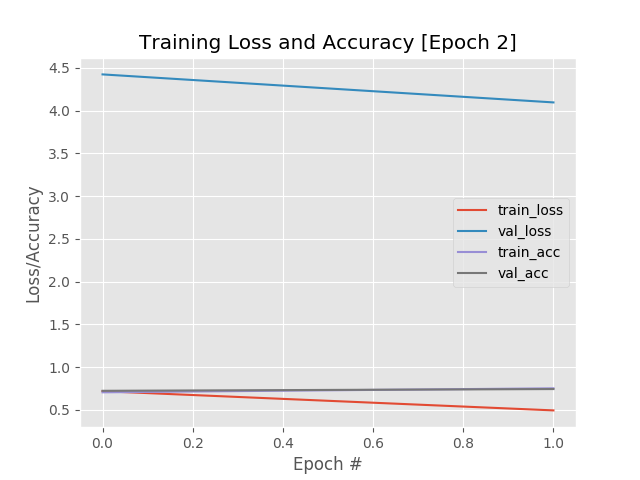 Training Loss and Accuracy [Epoch 2]
4.5
4.0
3.5
3.0
2.5
2.0
1.5
1.0
0.5
Loss/Accuracy
train_loss
val_loss
train_acc
val_acc
0.0 0.2 0.4 0.6 0.8 1.0
Epoch #